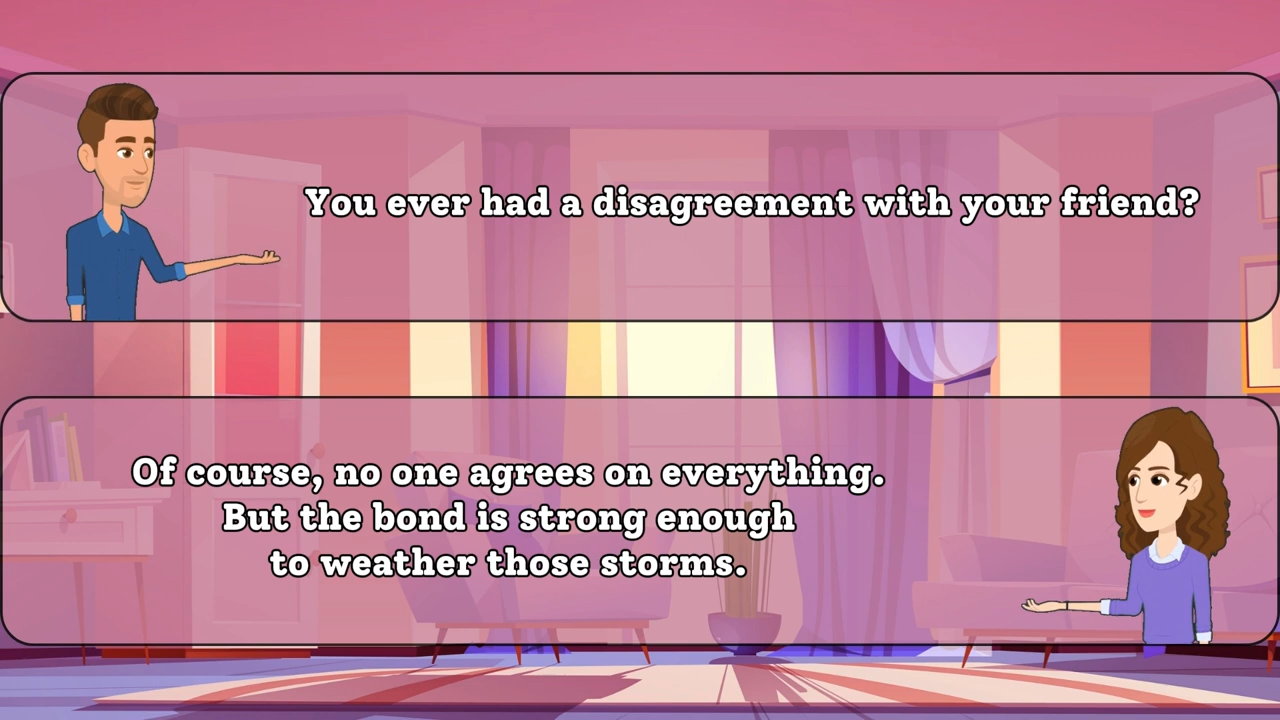 You ever had a disagreement with your friend?
Of course, no one agrees on everything.
But the bond is strong enough
to weather those storms.